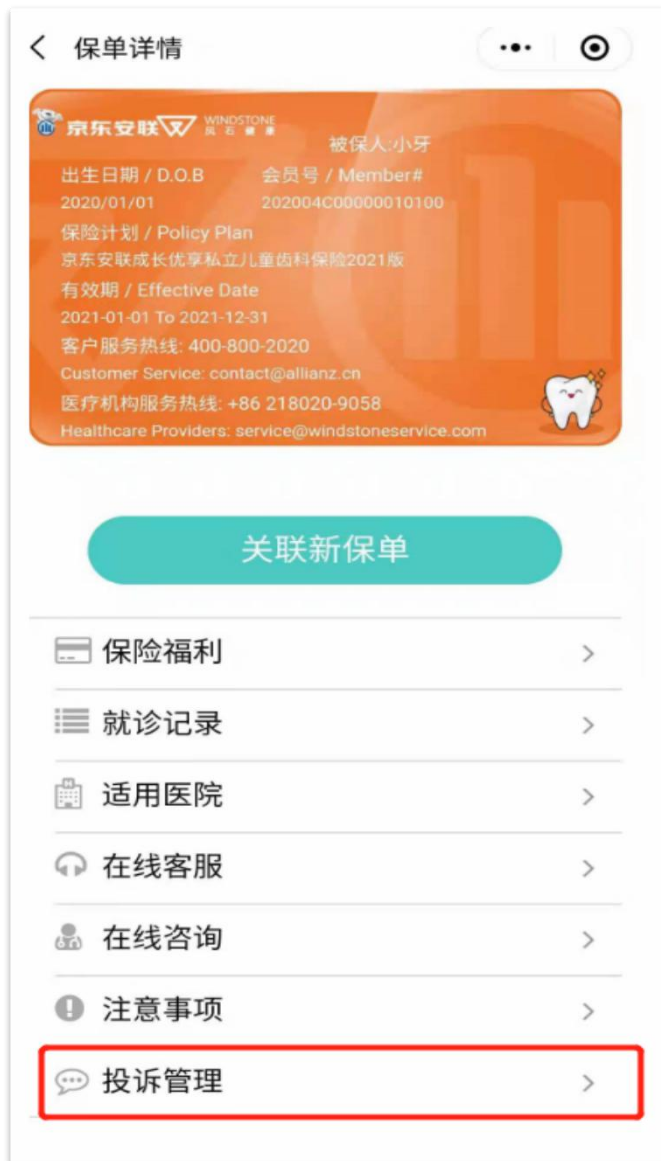 保单详情
京东安联 WINDSTONE
风石健康
被保人:小牙
出生日期 / D.O.B 会员号 / Member#
2020/01/01 202004C00000010100
保险计划 / Policy Plan
京东安联成长优享私立儿童齿科保险2021版
有效期 / Effective Date
2021-01-01 To 2021-12-31
客户服务热线: 400-800-2020
Customer Service: contact@allianz.cn
医疗机构服务热线: +86 218020-9058
Healthcare Providers: service@windstoneservice.com
关联新保单
保险福利
就诊记录
适用医院
在线客服
在线咨询
注意事项
投诉管理